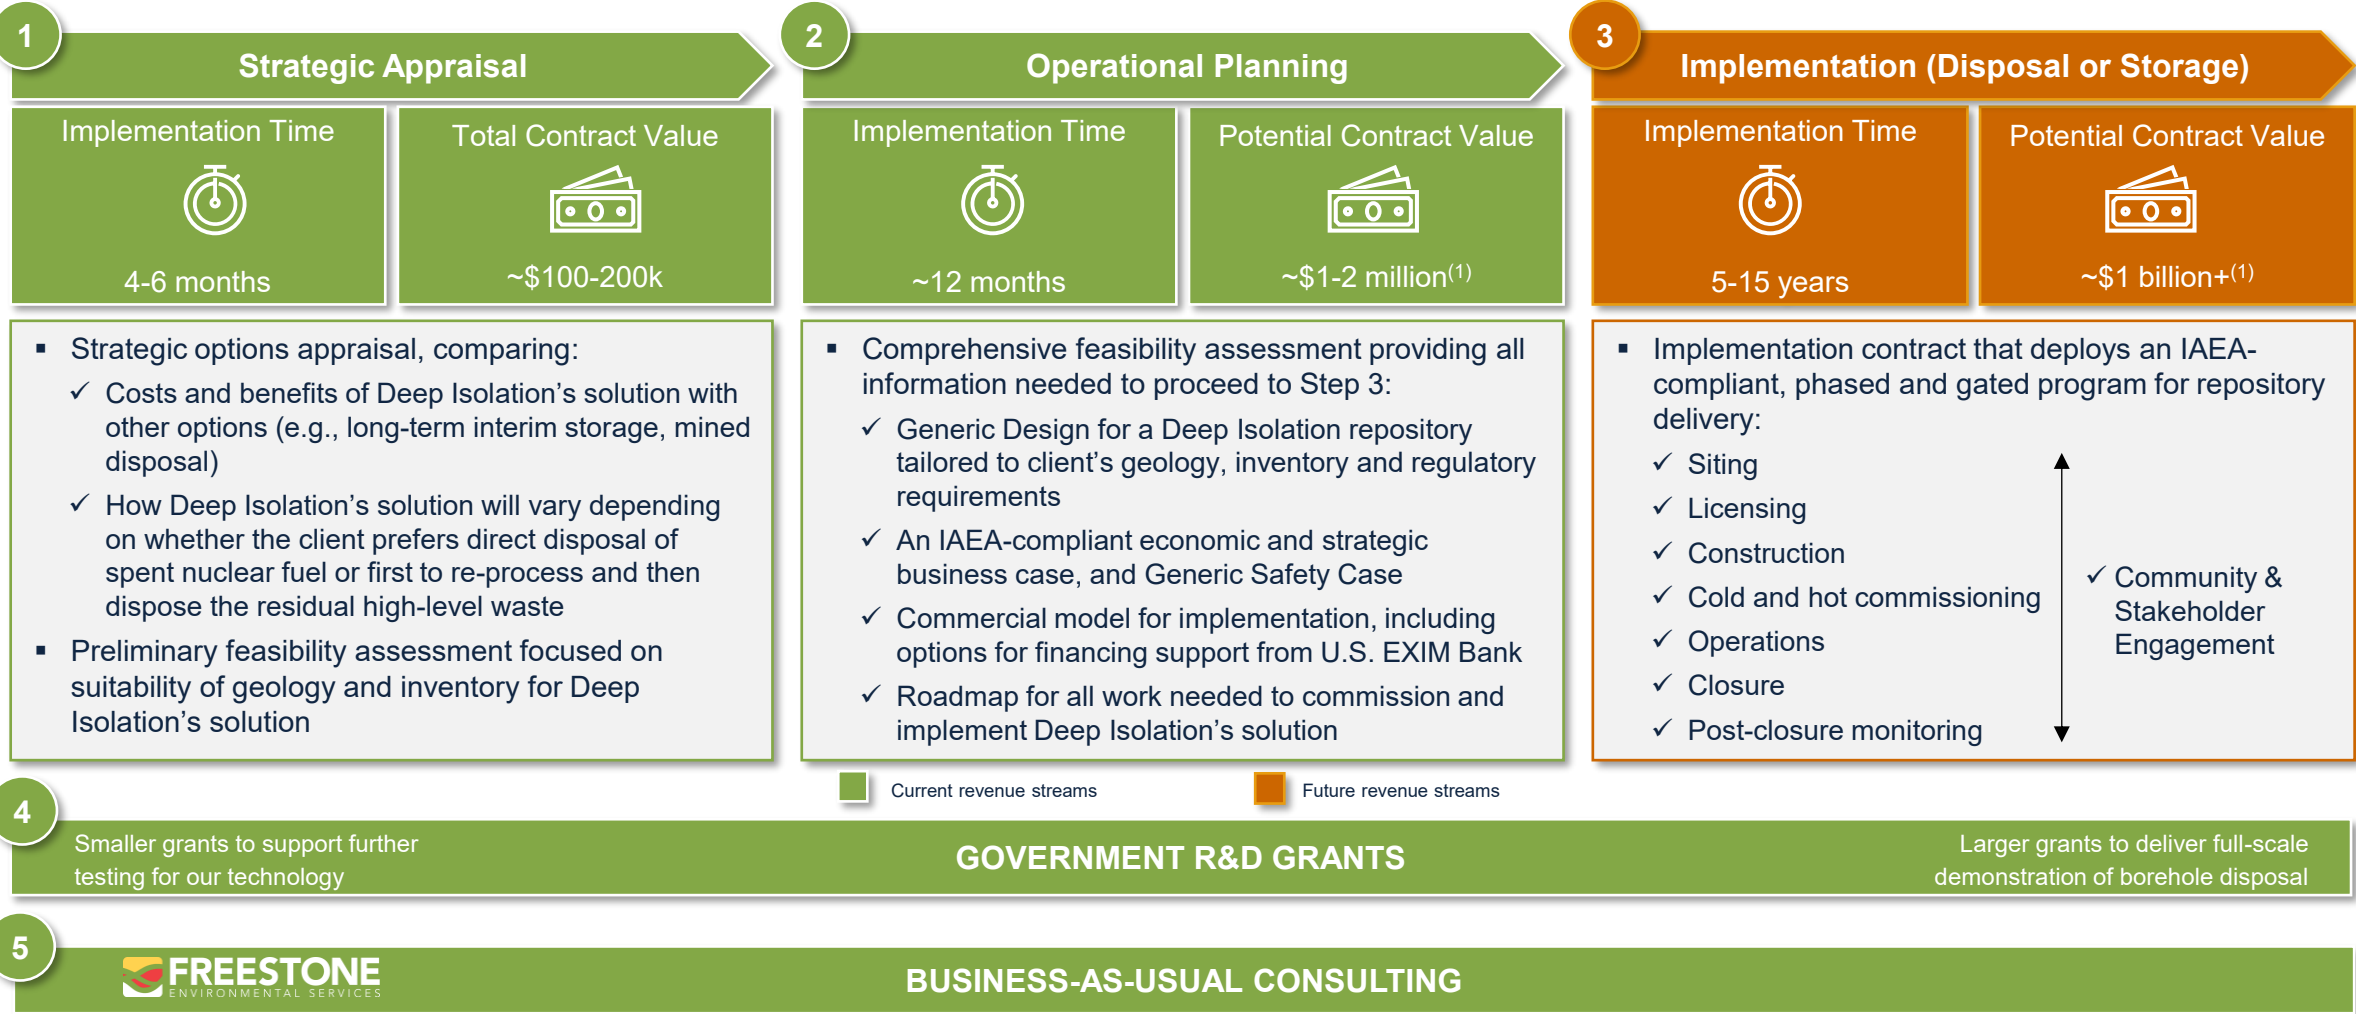 1
Strategic Appraisal
Implementation Time
4-6 months
Total Contract Value
~$100-200k
▪ Strategic options appraisal, comparing:
✓ Costs and benefits of Deep Isolation’s solution with
other options (e.g., long-term interim storage, mined
disposal)
✓ How Deep Isolation’s solution will vary depending
on whether the client prefers direct disposal of
spent nuclear fuel or first to re-process and then
dispose the residual high-level waste
▪ Preliminary feasibility assessment focused on
suitability of geology and inventory for Deep
Isolation’s solution
2
Operational Planning
Implementation Time
~12 months
Potential Contract Value
~$1-2 million(1)
▪ Comprehensive feasibility assessment providing all
information needed to proceed to Step 3:
✓ Generic Design for a Deep Isolation repository
tailored to client’s geology, inventory and regulatory
requirements
✓ An IAEA-compliant economic and strategic
business case, and Generic Safety Case
✓ Commercial model for implementation, including
options for financing support from U.S. EXIM Bank
✓ Roadmap for all work needed to commission and
implement Deep Isolation’s solution
3
Implementation (Disposal or Storage)
Implementation Time
5-15 years
Potential Contract Value
~$1 billion+(1)
▪ Implementation contract that deploys an IAEA-
compliant, phased and gated program for repository
delivery:
✓ Siting
✓ Licensing
✓ Construction
✓ Cold and hot commissioning
✓ Operations
✓ Closure
✓ Post-closure monitoring
✓ Community &
Stakeholder
Engagement
Current revenue streams
Future revenue streams
4
Smaller grants to support further
testing for our technology
GOVERNMENT R&D GRANTS
Larger grants to deliver full-scale
demonstration of borehole disposal
5
FREESTONE
ENVIRONMENTAL SERVICES
BUSINESS-AS-USUAL CONSULTING